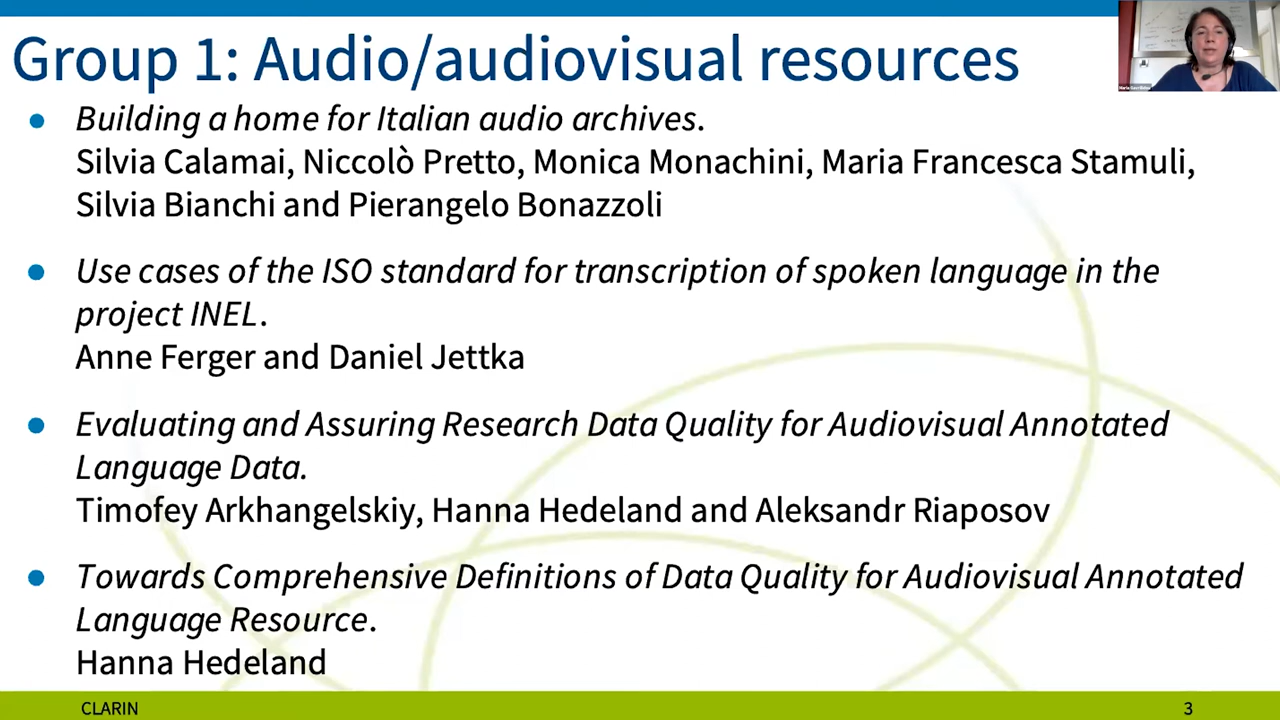 Group 1: Audio/audiovisual resources
● Building a home for Italian audio archives.
Silvia Calamai, Niccolò Pretto, Monica Monachini, Maria Francesca Stamuli,
Silvia Bianchi and Pierangelo Bonazzoli
● Use cases of the ISO standard for transcription of spoken language in the
project INEL.
Anne Ferger and Daniel Jettka
● Evaluating and Assuring Research Data Quality for Audiovisual Annotated
Language Data.
Timofey Arkhangelskiy, Hanna Hedeland and Aleksandr Riaposov
● Towards Comprehensive Definitions of Data Quality for Audiovisual Annotated
Language Resource.
Hanna Hedeland
CLARIN
3